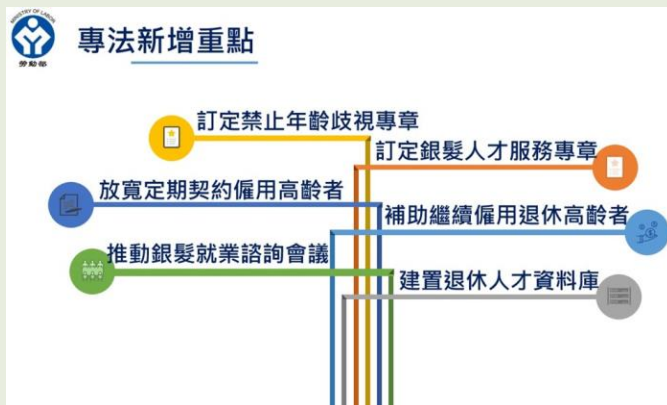 MINISTRY OF LABOR
勞動部
專法新增重點
訂定禁止年齡歧視專章
訂定銀髮人才服務專章
放寬定期契約僱用高齡者
補助繼續僱用退休高齡者
推動銀髮就業諮詢會議
建置退休人才資料庫